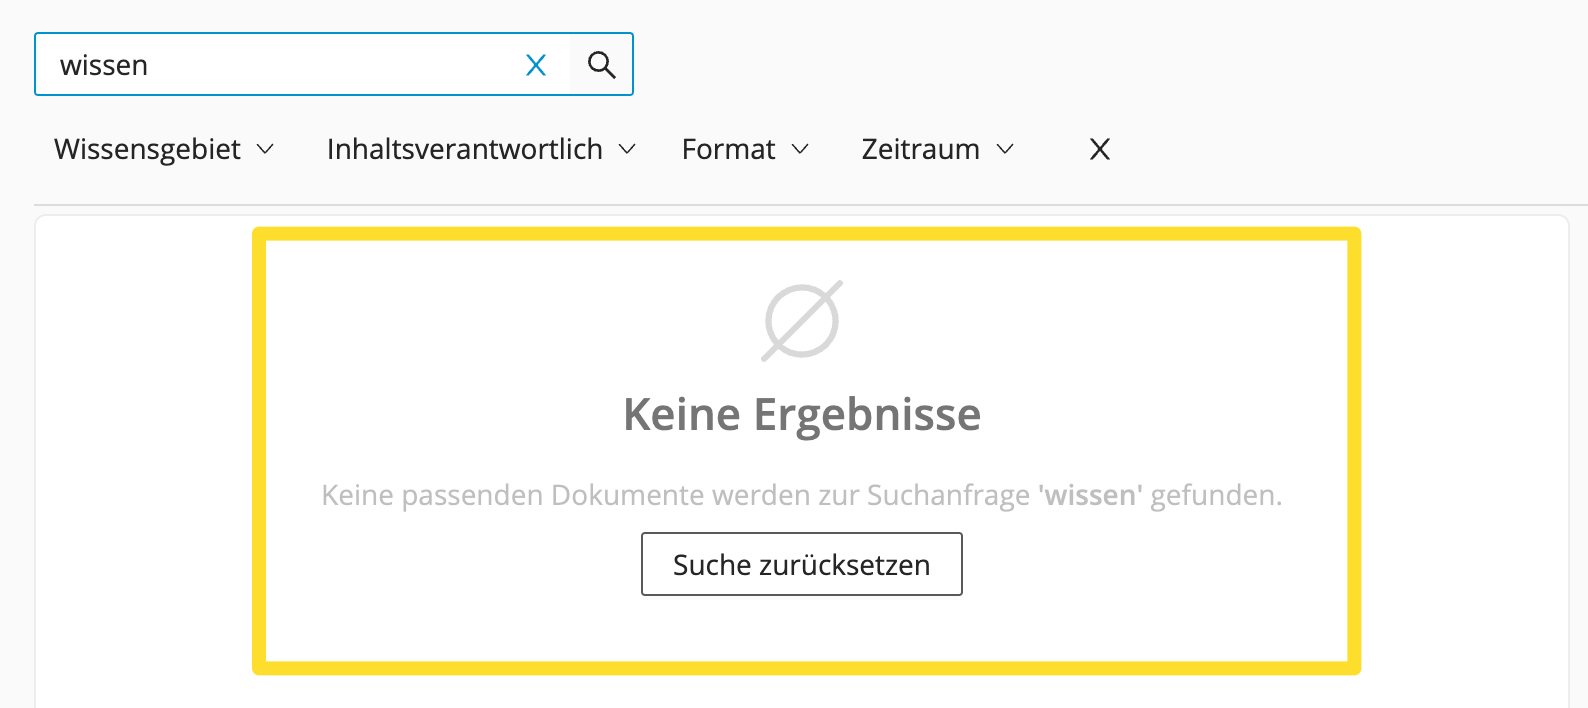 wissen
Wissensgebiet Inhaltsverantwortlich Format Zeitraum
Keine Ergebnisse
Keine passenden Dokumente werden zur Suchanfrage 'wissen' gefunden.
Suche zurücksetzen